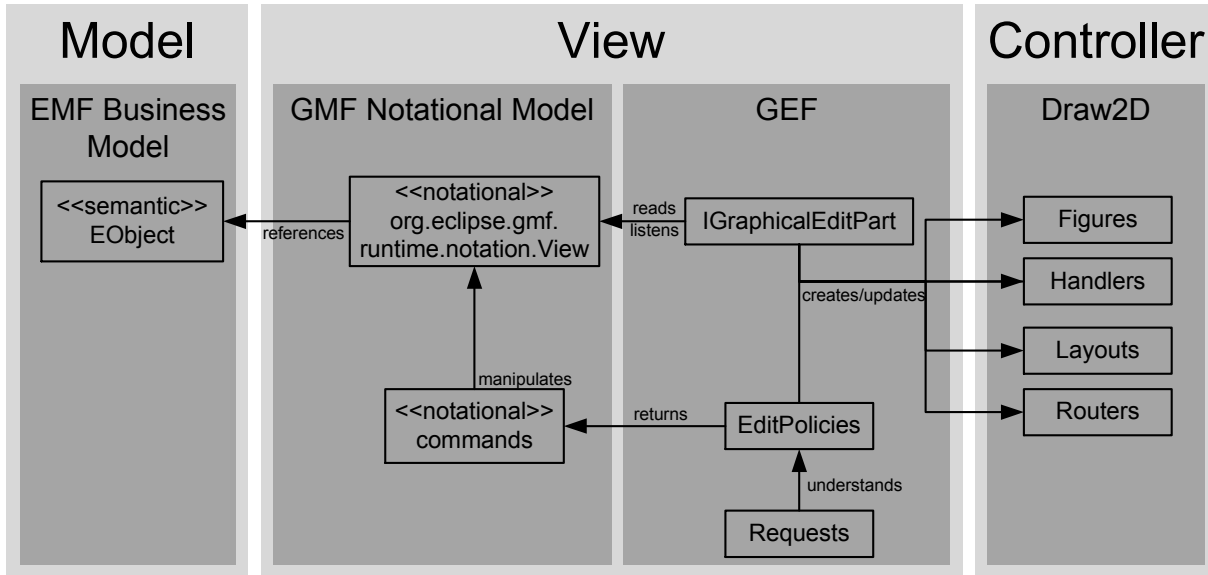 Model
View
Controller
EMF Business
Model
GMF Notational Model
GEF
Draw2D
<<semantic>>
EObject
references
<<notational>>
org.eclipse.gmf.
runtime.notation.View
reads
listens
IGraphicalEditPart
creates/updates
Figures
Handlers
Layouts
Routers
manipulates
<<notational>>
commands
returns
EditPolicies
understands
Requests